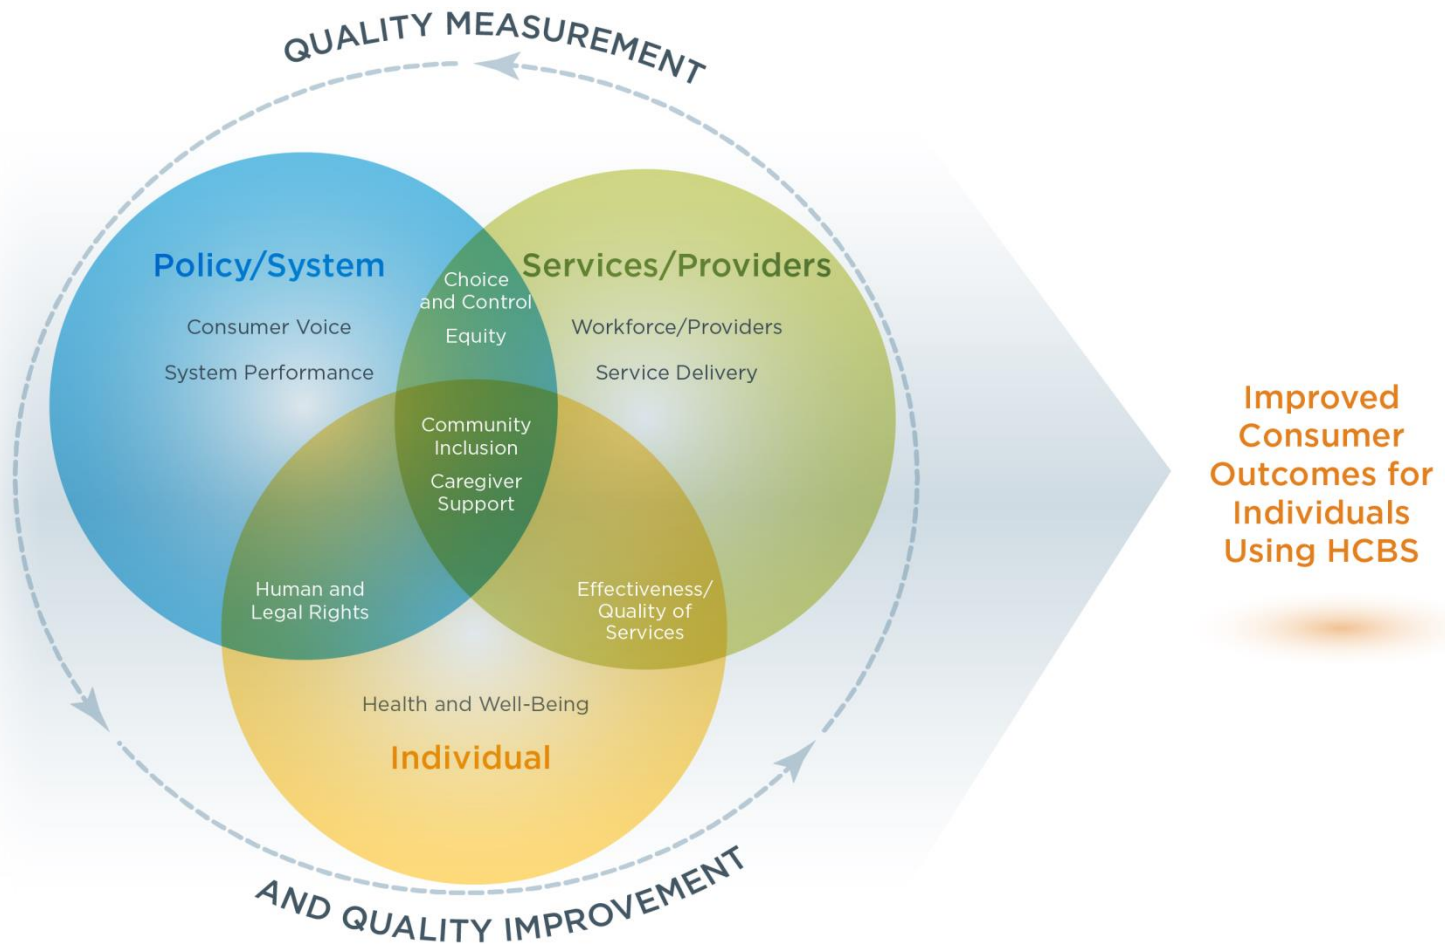 QUALITY MEASUREMENT
Policy/System
Consumer Voice
System Performance
Choice
and Control
Equity
Services/Providers
Workforce/Providers
Service Delivery
Community
Inclusion
Caregiver
Support
Human and
Legal Rights
Effectiveness/
Quality of
Services
Health and Well-Being
Individual
AND QUALITY IMPROVEMENT
Improved
Consumer
Outcomes for
Individuals
Using HCBS